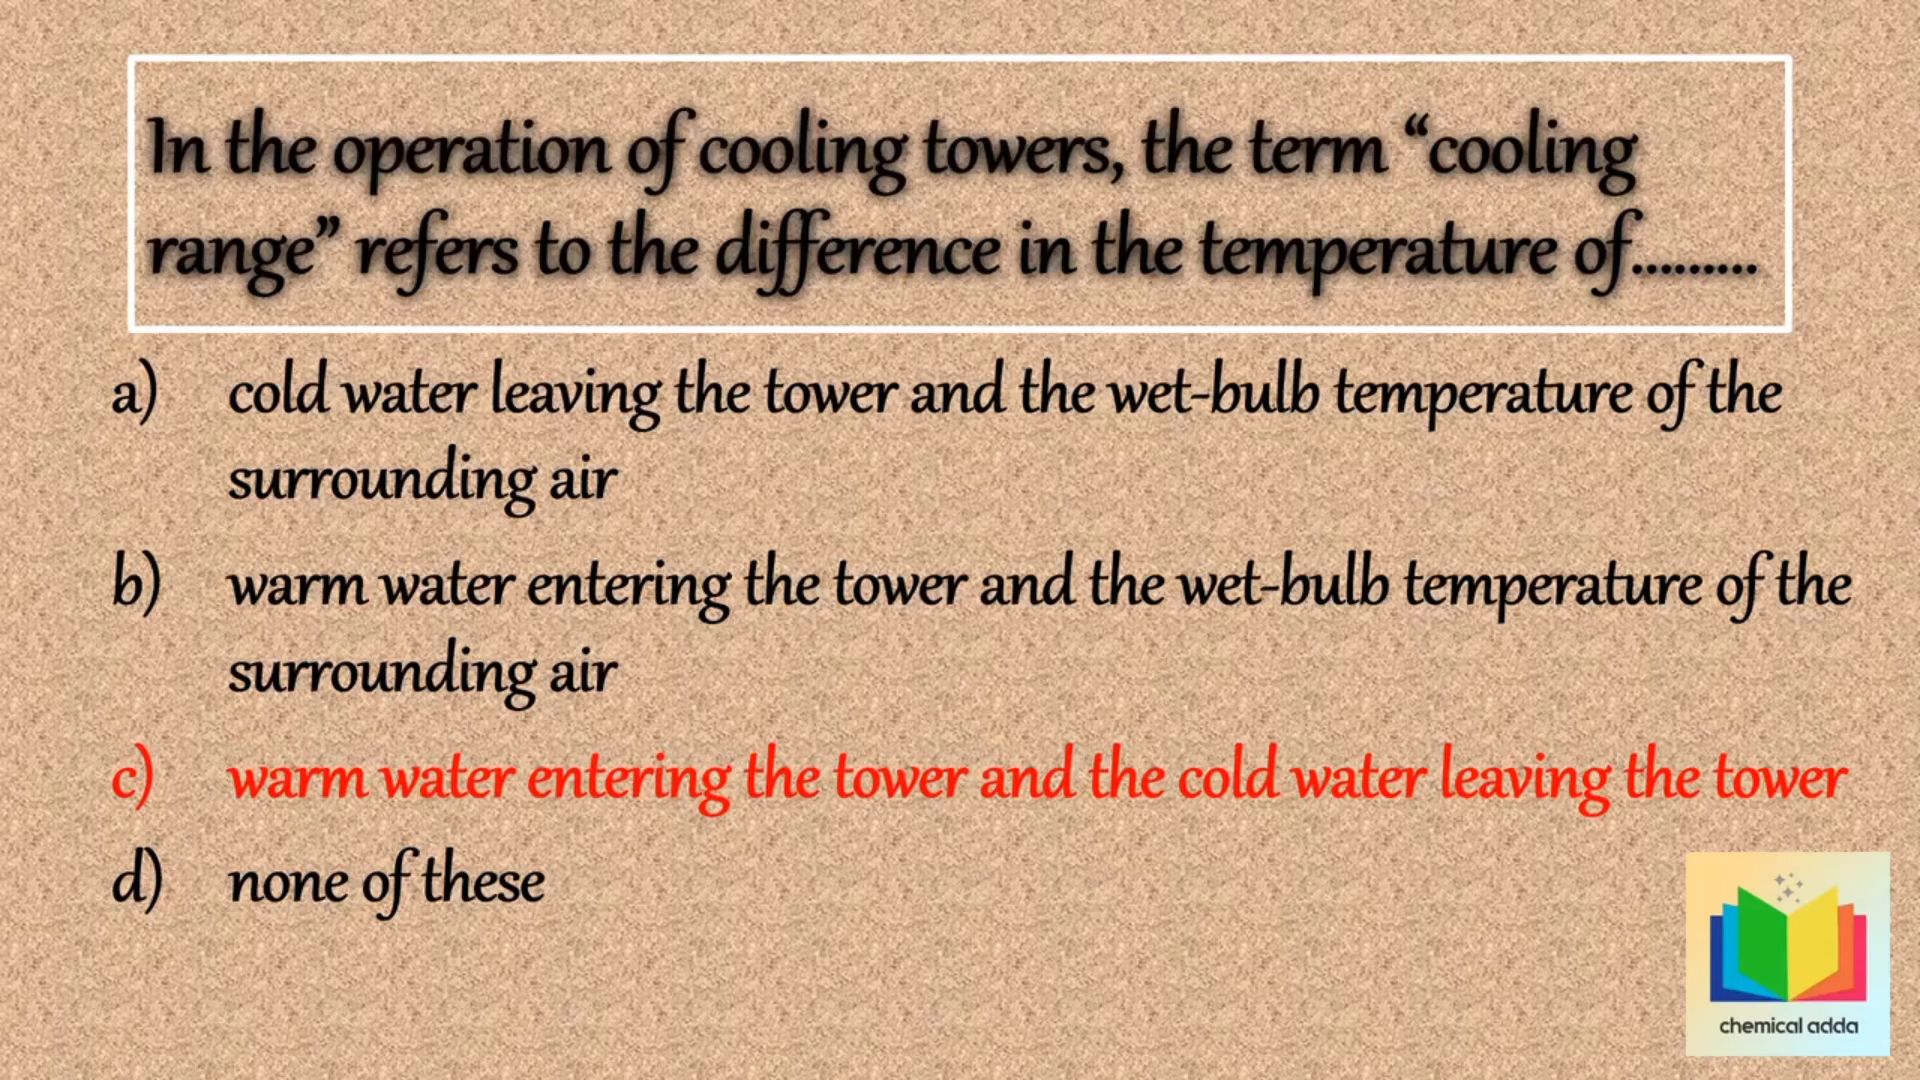 In the operation of cooling towers, the term “cooling
range” refers to the difference in the temperature of.........
a) cold water leaving the tower and the wet-bulb temperature of the
surrounding air
b) warm water entering the tower and the wet-bulb temperature of the
surrounding air
c) warm water entering the tower and the cold water leaving the tower
d) none of these
chemical adda